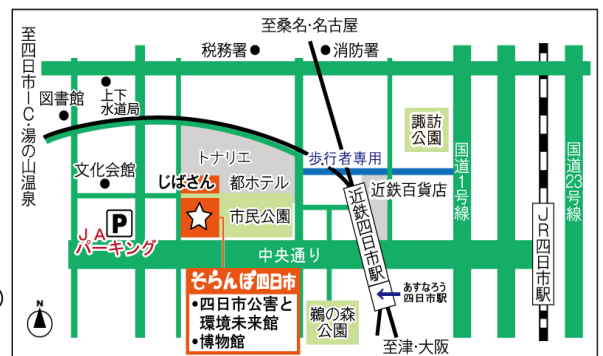 至桑名・名古屋
税務署
消防署
至四日市IC・湯の山温泉
図書館
上下
水道局
諏訪
公園
トナリエ
歩行者専用
国道1号線
国道23号線
文化会館
じばさん
都ホテル
近鉄百貨店
P
JA
パーキング
市民公園
近鉄四日市駅
JR四日市駅
中央通り
そらんぽ四日市
•四日市公害と
環境未来館
•博物館
あすなろう
四日市駅
鵜の森
公園
N
至津・大阪